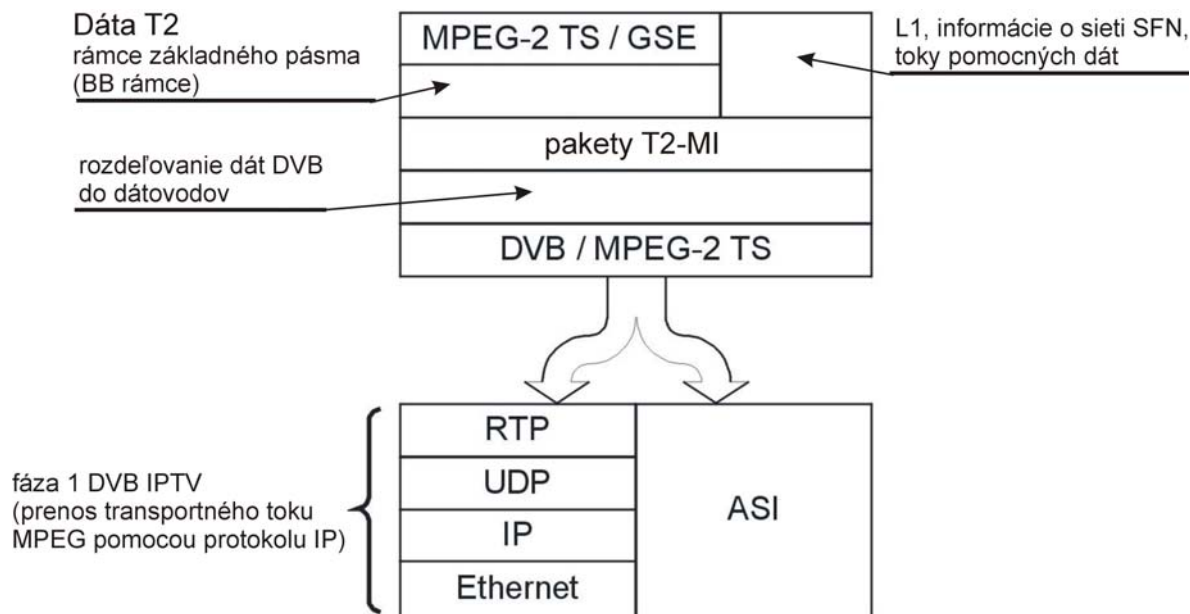 Dáta T2
rámce základného pásma
(BB rámce)
MPEG-2 TS / GSE
L1, informácie o sieti SFN,
toky pomocných dát
pakety T2-MI
rozdeľovanie dát DVB
do dátovodov
DVB / MPEG-2 TS
fáza 1 DVB IPTV
(prenos transportného toku
MPEG pomocou protokolu IP)
RTP
UDP
IP
Ethernet
ASI